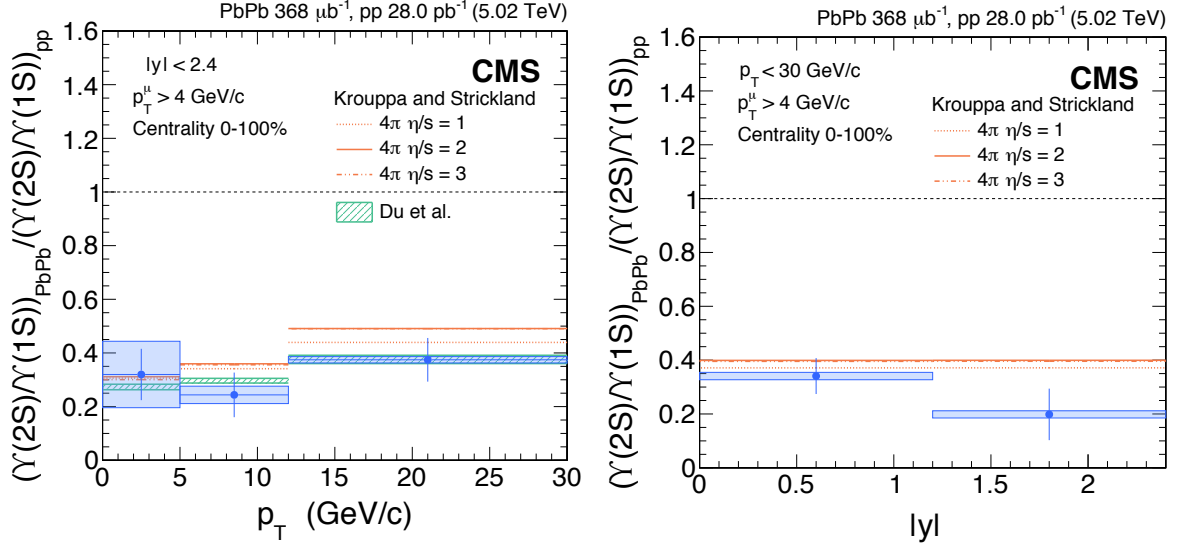 PbPb 368 μb⁻¹, pp 28.0 pb⁻¹ (5.02 TeV)
(ϒ(2S)/ϒ(1S))_PbPb/(ϒ(2S)/ϒ(1S))_pp
1.6
1.4
1.2
1
0.8
0.6
0.4
0.2
0
|y| < 2.4
p_T^μ > 4 GeV/c
Centrality 0-100%
CMS
Krouppa and Strickland
4π η/s = 1
4π η/s = 2
4π η/s = 3
Du et al.
0 5 10 15 20 25 30
p_T (GeV/c)
PbPb 368 μb⁻¹, pp 28.0 pb⁻¹ (5.02 TeV)
(ϒ(2S)/ϒ(1S))_PbPb/(ϒ(2S)/ϒ(1S))_pp
1.6
1.4
1.2
1
0.8
0.6
0.4
0.2
0
p_T < 30 GeV/c
p_T^μ > 4 GeV/c
Centrality 0-100%
CMS
Krouppa and Strickland
4π η/s = 1
4π η/s = 2
4π η/s = 3
0 0.5 1 1.5 2
|y|